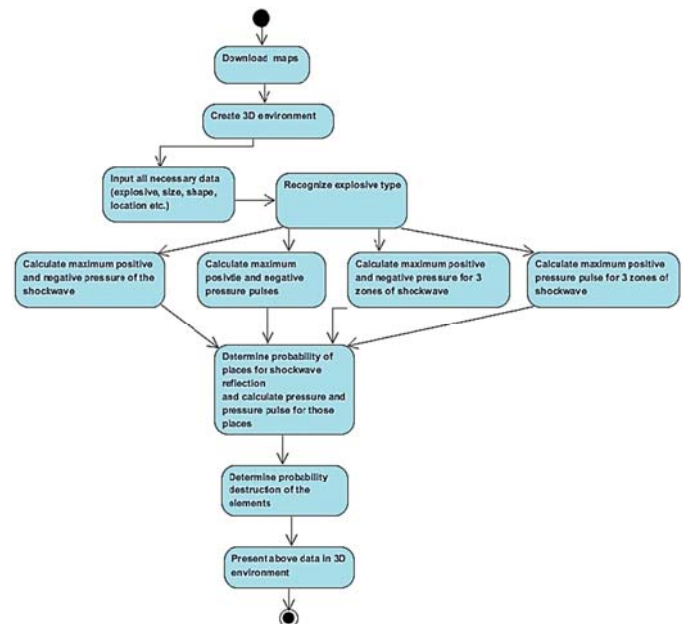 Download maps
Create 3D environment
Input all necessary data
(explosive, size, shape,
location etc.)
Recognize explosive type
Calculate maximum positive
and negative pressure of the
shockwave
Calculate maximum
posivtie and negative
pressure pulses
Calculate maximum positive
and negative pressure for 3
zones of shockwave
Calculate maximum positive
pressure pulse for 3 zones of
shockwave
Determine probability of
places for shockwave
reflection
and calculate pressure and
pressure pulse for those
places
Determine probability
destruction of the
elements
Present above data in 3D
environment